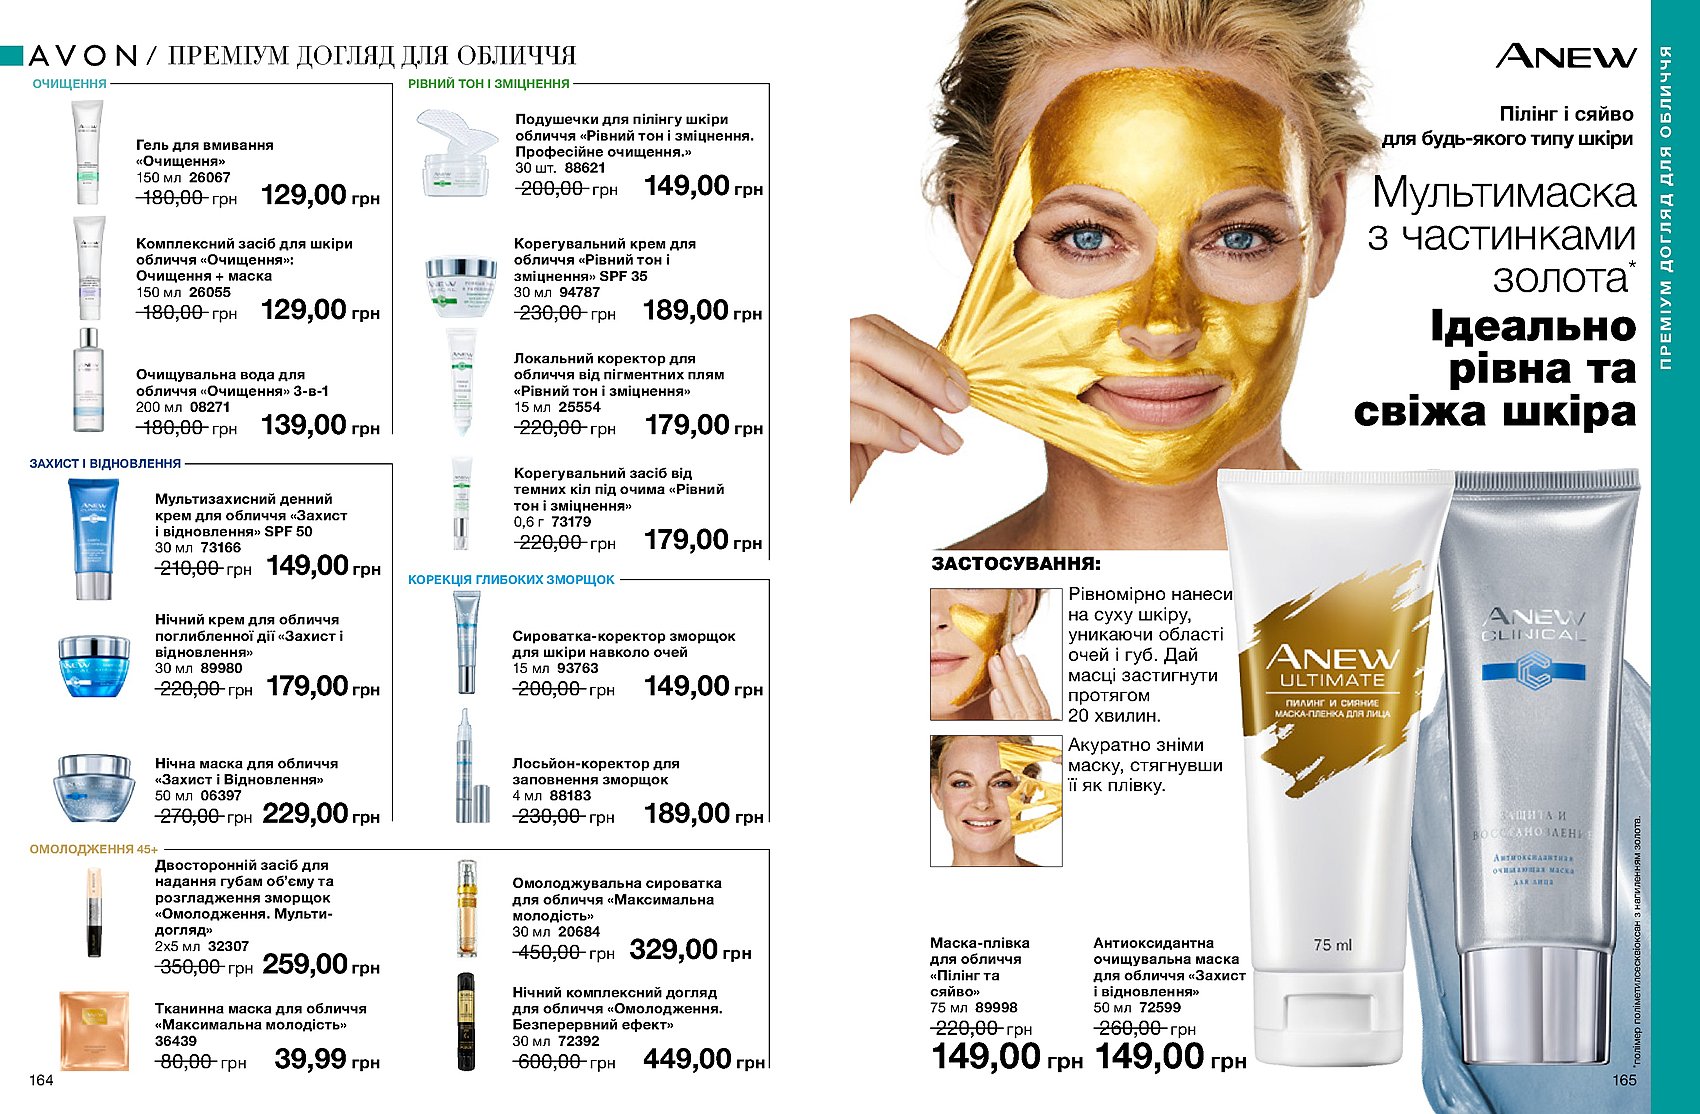 AVON / ПРЕМІУМ ДОГЛЯД ДЛЯ ОБЛИЧЧЯ
ОЧИЩЕННЯ
Гель для вмивання
«Очищення»
150 мл 26067
180,00 грн 129,00 грн
Комплексний засіб для шкіри
обличчя «Очищення»:
Очищення + маска
150 мл 26055
180,00 грн 129,00 грн
Очищувальна вода для
обличчя «Очищення» 3-в-1
200 мл 08271
180,00 грн 139,00 грн
ЗАХИСТ І ВІДНОВЛЕННЯ
Мультизахисний денний
крем для обличчя «Захист
і відновлення» SPF 50
30 мл 73166
210,00 грн 149,00 грн
Нічний крем для обличчя
поглибленної дії «Захист і
відновлення»
30 мл 89980
220,00 грн 179,00 грн
Нічна маска для обличчя
«Захист і Відновлення»
50 мл 06397
270,00 грн 229,00 грн
РІВНИЙ ТОН І ЗМІЦНЕННЯ
Подушечки для пілінгу шкіри
обличчя «Рівний тон і зміцнення.
Професійне очищення.»
30 шт. 88621
200,00 грн 149,00 грн
Корегувальний крем для
обличчя «Рівний тон і
зміцнення» SPF 35
30 мл 94787
230,00 грн 189,00 грн
Локальний коректор для
обличчя від пігментних плям
«Рівний тон і зміцнення»
15 мл 25554
220,00 грн 179,00 грн
Корегувальний засіб від
темних кіл під очима «Рівний
тон і зміцнення»
0,6 г 73179
220,00 грн 179,00 грн
КОРЕКЦІЯ ГЛИБОКИХ ЗМОРЩОК
Сироватка-коректор зморщок
для шкіри навколо очей
15 мл 93763
200,00 грн 149,00 грн
Лосьйон-коректор для
заповнення зморщок
4 мл 88183
230,00 грн 189,00 грн
ОМОЛОДЖЕННЯ 45+
Двосторонній засіб для
надання губам об'єму та
розгладження зморщок
«Омолодження. Мульти-
догляд»
2x5 мл 32307
350,00 грн 259,00 грн
Тканинна маска для обличчя
«Максимальна молодість»
36439
80,00 грн 39,99 грн
Омолоджувальна сироватка
для обличчя «Максимальна
молодість»
30 мл 20684
450,00 грн 329,00 грн
Нічний комплексний догляд
для обличчя «Омолодження.
Безперервний ефект»
30 мл 72392
600,00 грн 449,00 грн
164
ANEW
Пілінг і сяйво
для будь-якого типу шкіри
Мультимаска
з частинками
золота*
Ідеально
рівна та
свіжа шкіра
ПРЕМІУМ ДОГЛЯД ДЛЯ ОБЛИЧЧЯ
ЗАСТОСУВАННЯ:
Рівномірно нанеси
на суху шкіру,
уникаючи області
очей і губ. Дай
масці застигнути
протягом
20 хвилин.
Акуратно зніми
маску, стягнувши
її як плівку.
ANEW
ULTIMATE
ПИЛИНГ И СИЯНИЕ
МАСКА-ПЛЕНКА ДЛЯ ЛИЦА
75 ml
ANEW
CLINICAL
ЗАЩИТА И
ВОССТАНОВЛЕНИЕ
Антиоксидантная
очищающая маска
для лица
Маска-плівка
для обличчя
«Пілінг та
сяйво»
75 мл 89998
220,00 грн
149,00 грн
Антиоксидантна
очищувальна маска
для обличчя «Захист
і відновлення»
50 мл 72599
260,00 грн
149,00 грн
*полімер поліметилсесквіоксан з напиленням золота.
165